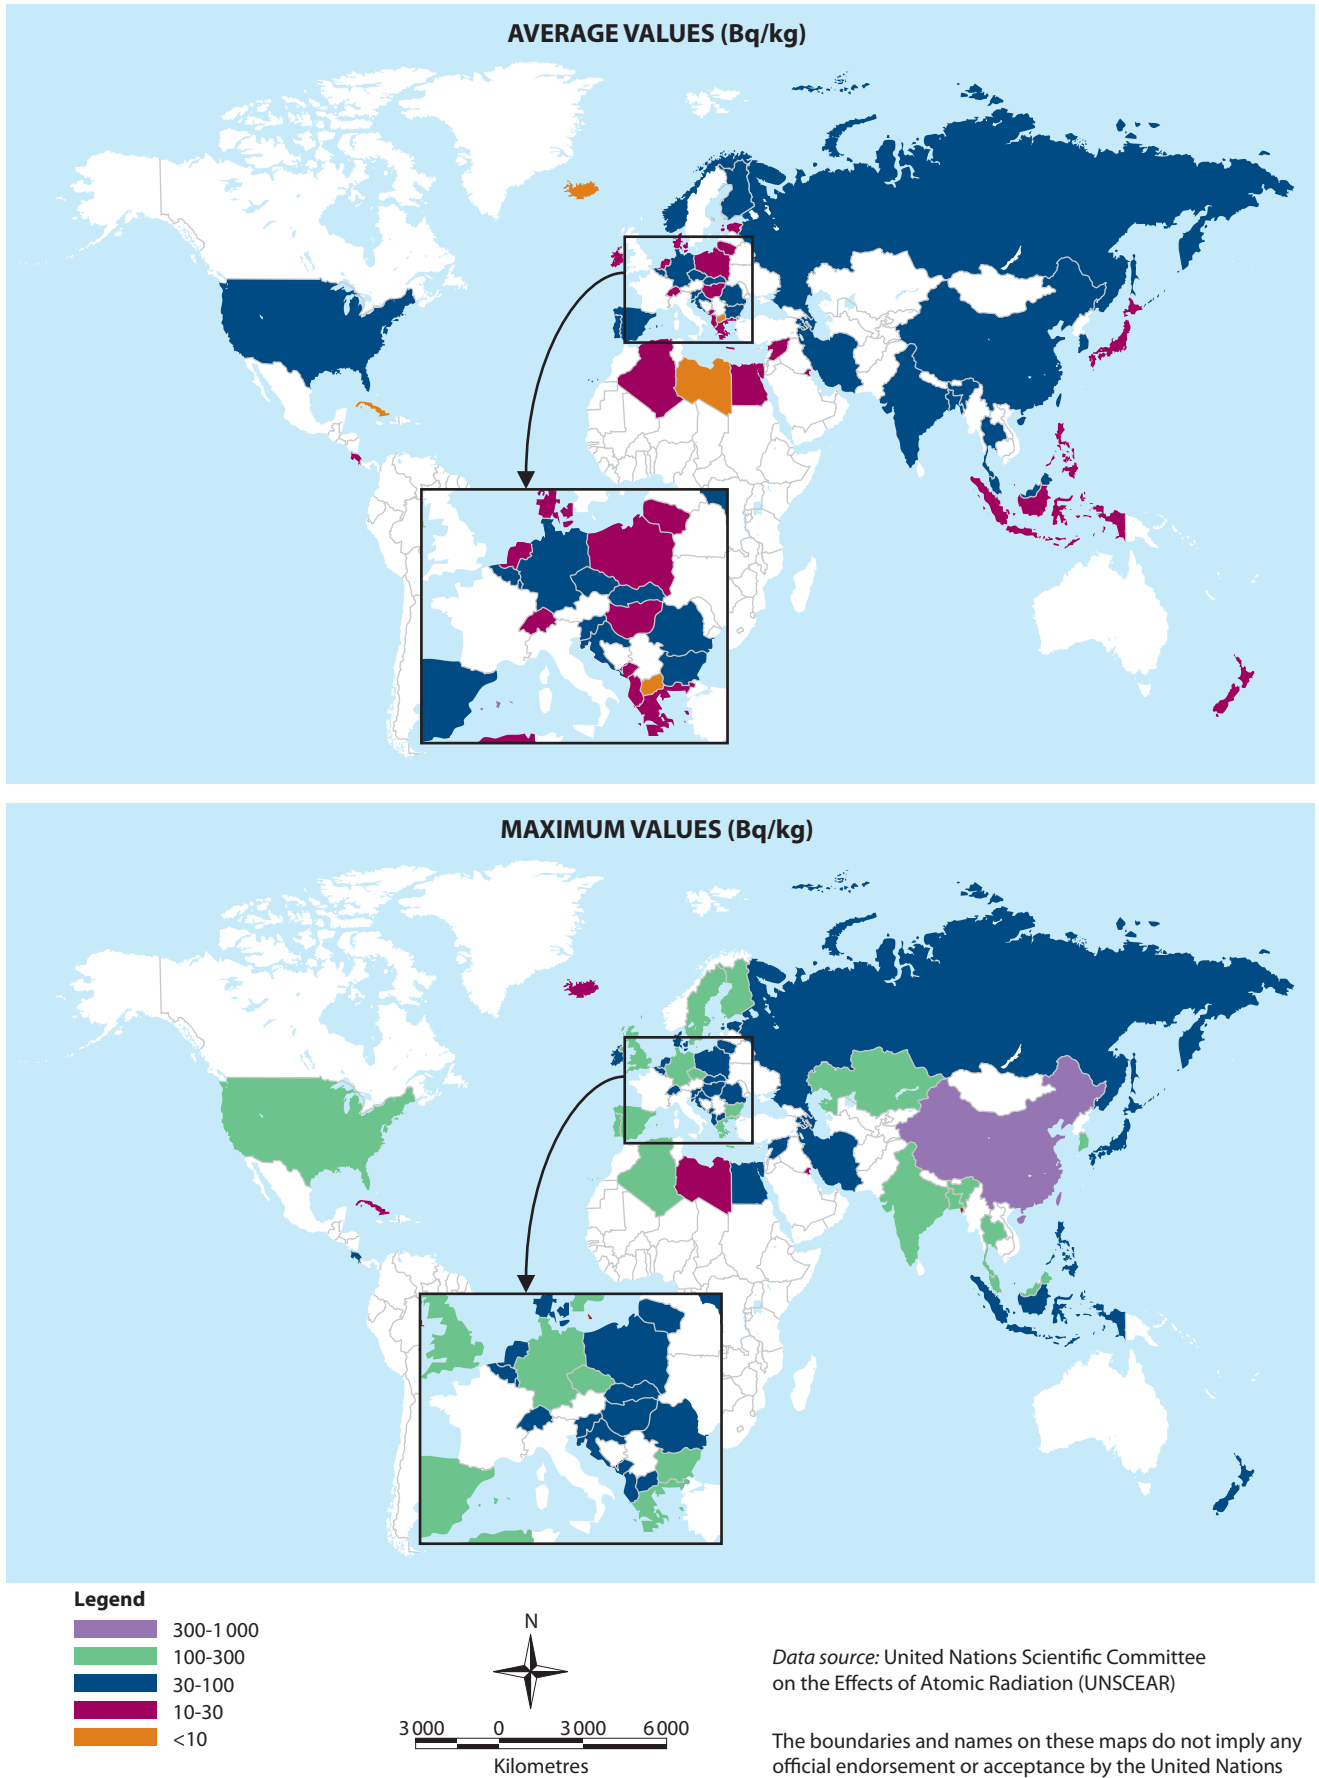 AVERAGE VALUES (Bq/kg)
MAXIMUM VALUES (Bq/kg)
Legend
300-1 000
100-300
30-100
10-30
<10
N
3 000 0 3 000 6 000
Kilometres
Data source: United Nations Scientific Committee
on the Effects of Atomic Radiation (UNSCEAR)
The boundaries and names on these maps do not imply any
official endorsement or acceptance by the United Nations